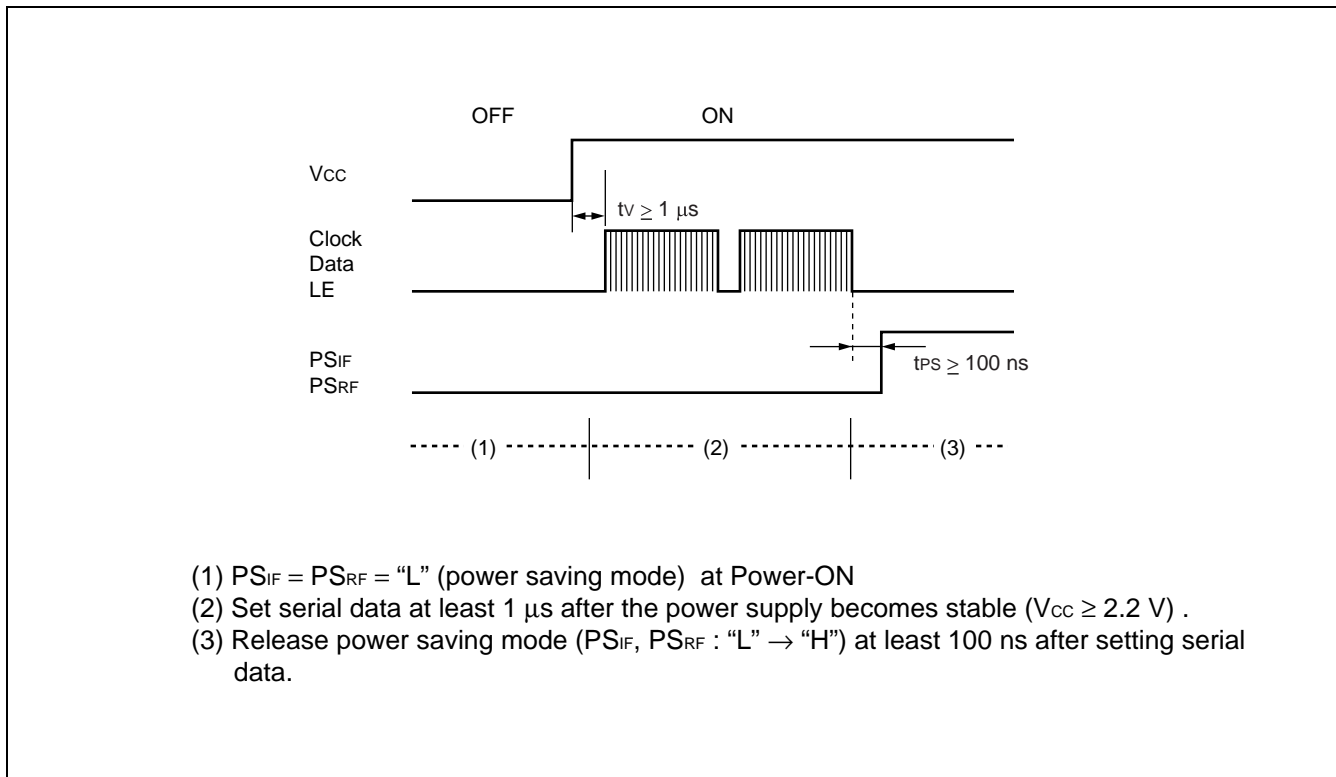 OFF ON
Vcc
tV ≥ 1 μs
Clock
Data
LE
PSIF
PSRF
tPS ≥ 100 ns
(1) (2) (3)
(1) PSIF = PSRF = “L” (power saving mode) at Power-ON
(2) Set serial data at least 1 μs after the power supply becomes stable (Vcc ≥ 2.2 V) .
(3) Release power saving mode (PSIF, PSRF : “L” → “H”) at least 100 ns after setting serial
data.